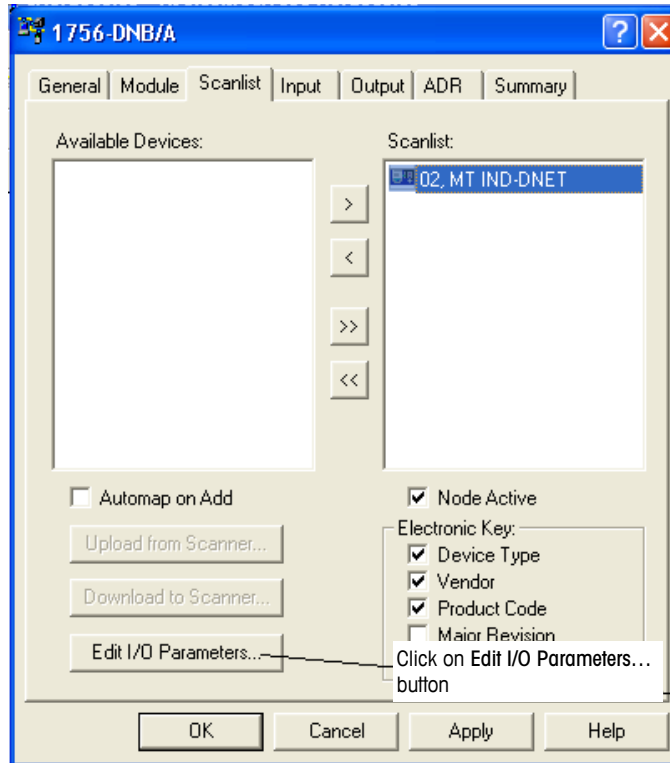 1756-DNB/A
General Module Scanlist Input Output ADR Summary
Available Devices:
Scanlist:
02, MT IND-DNET
>
<
>>
<<
Automap on Add
Node Active
Upload from Scanner...
Electronic Key:
Device Type
Vendor
Download to Scanner...
Product Code
Major Revision
Edit I/O Parameters...
Click on Edit I/O Parameters...
button
OK Cancel Apply Help